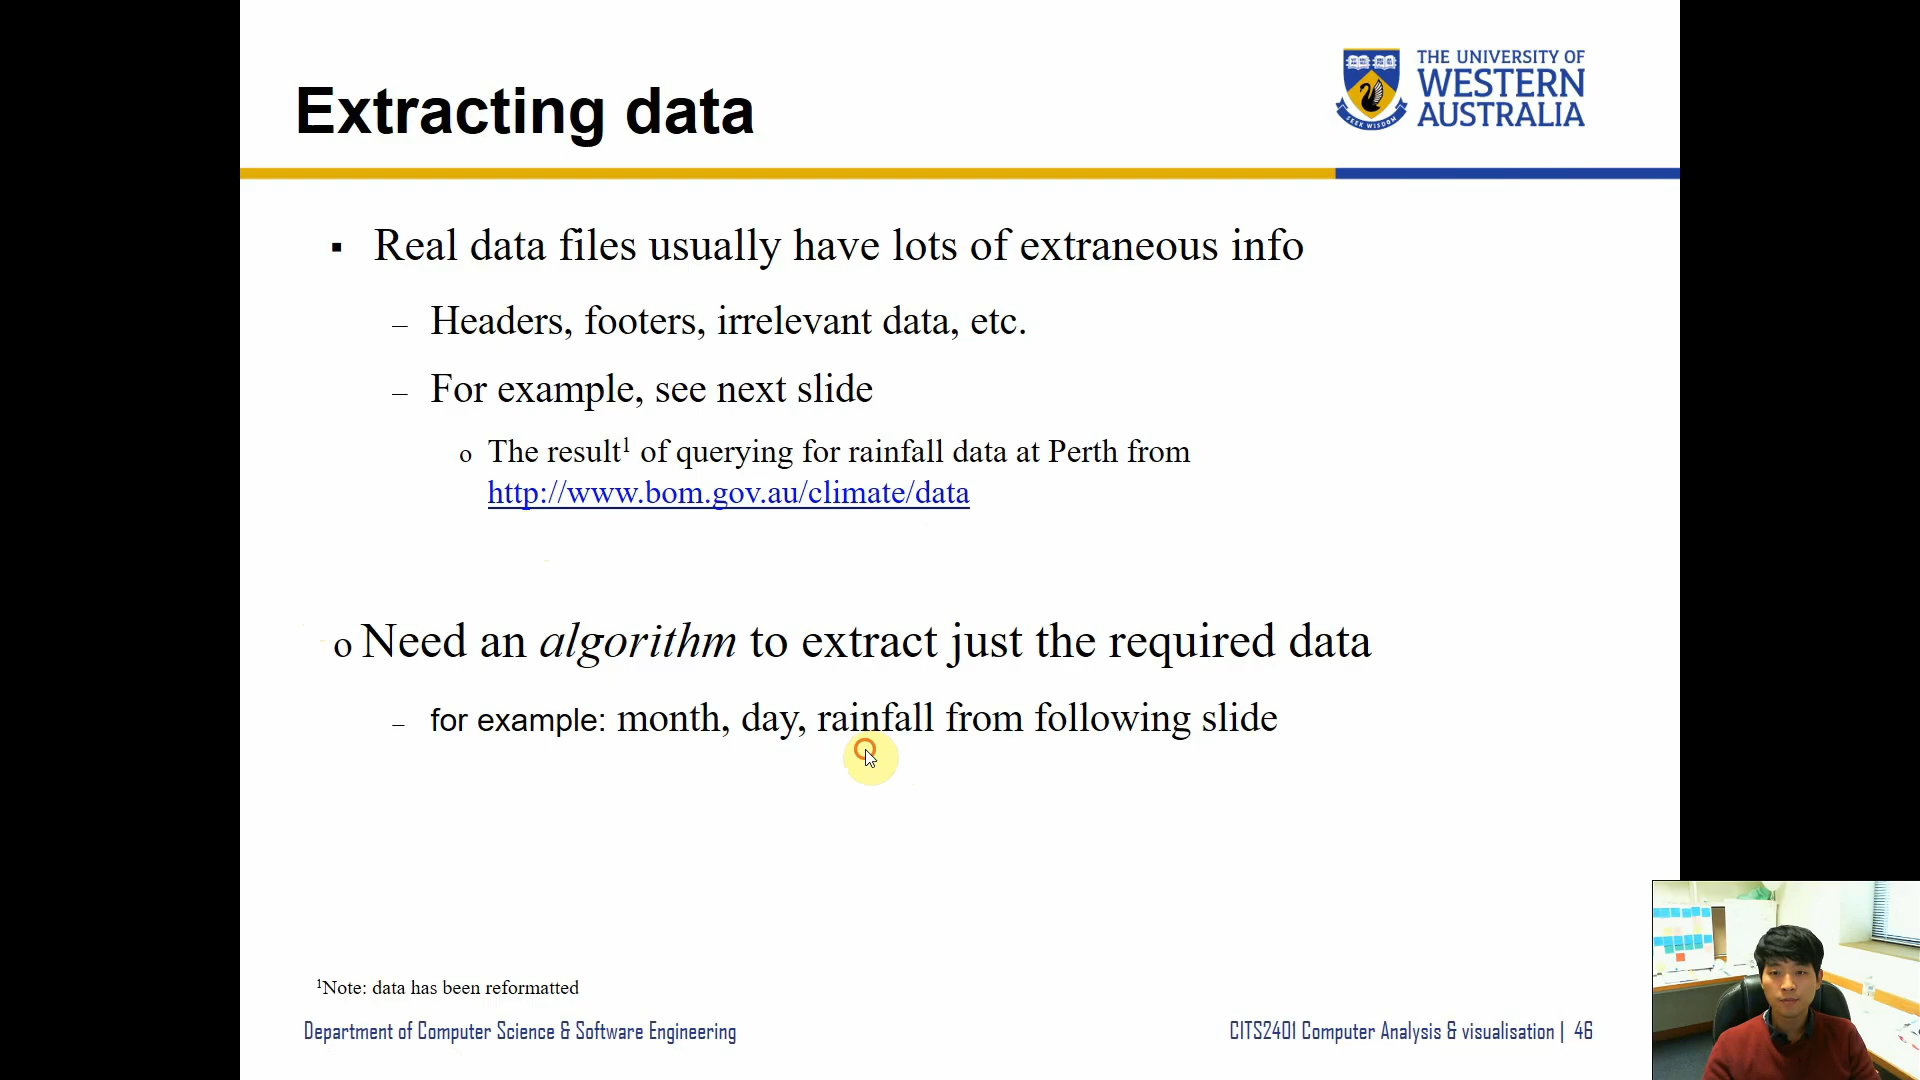 THE UNIVERSITY OF
WESTERN
AUSTRALIA
SEEK WISDOM
Extracting data
▪ Real data files usually have lots of extraneous info
– Headers, footers, irrelevant data, etc.
– For example, see next slide
o The result¹ of querying for rainfall data at Perth from
http://www.bom.gov.au/climate/data
o Need an algorithm to extract just the required data
– for example: month, day, rainfall from following slide
¹Note: data has been reformatted
Department of Computer Science & Software Engineering
CITS2401 Computer Analysis & visualisation | 46